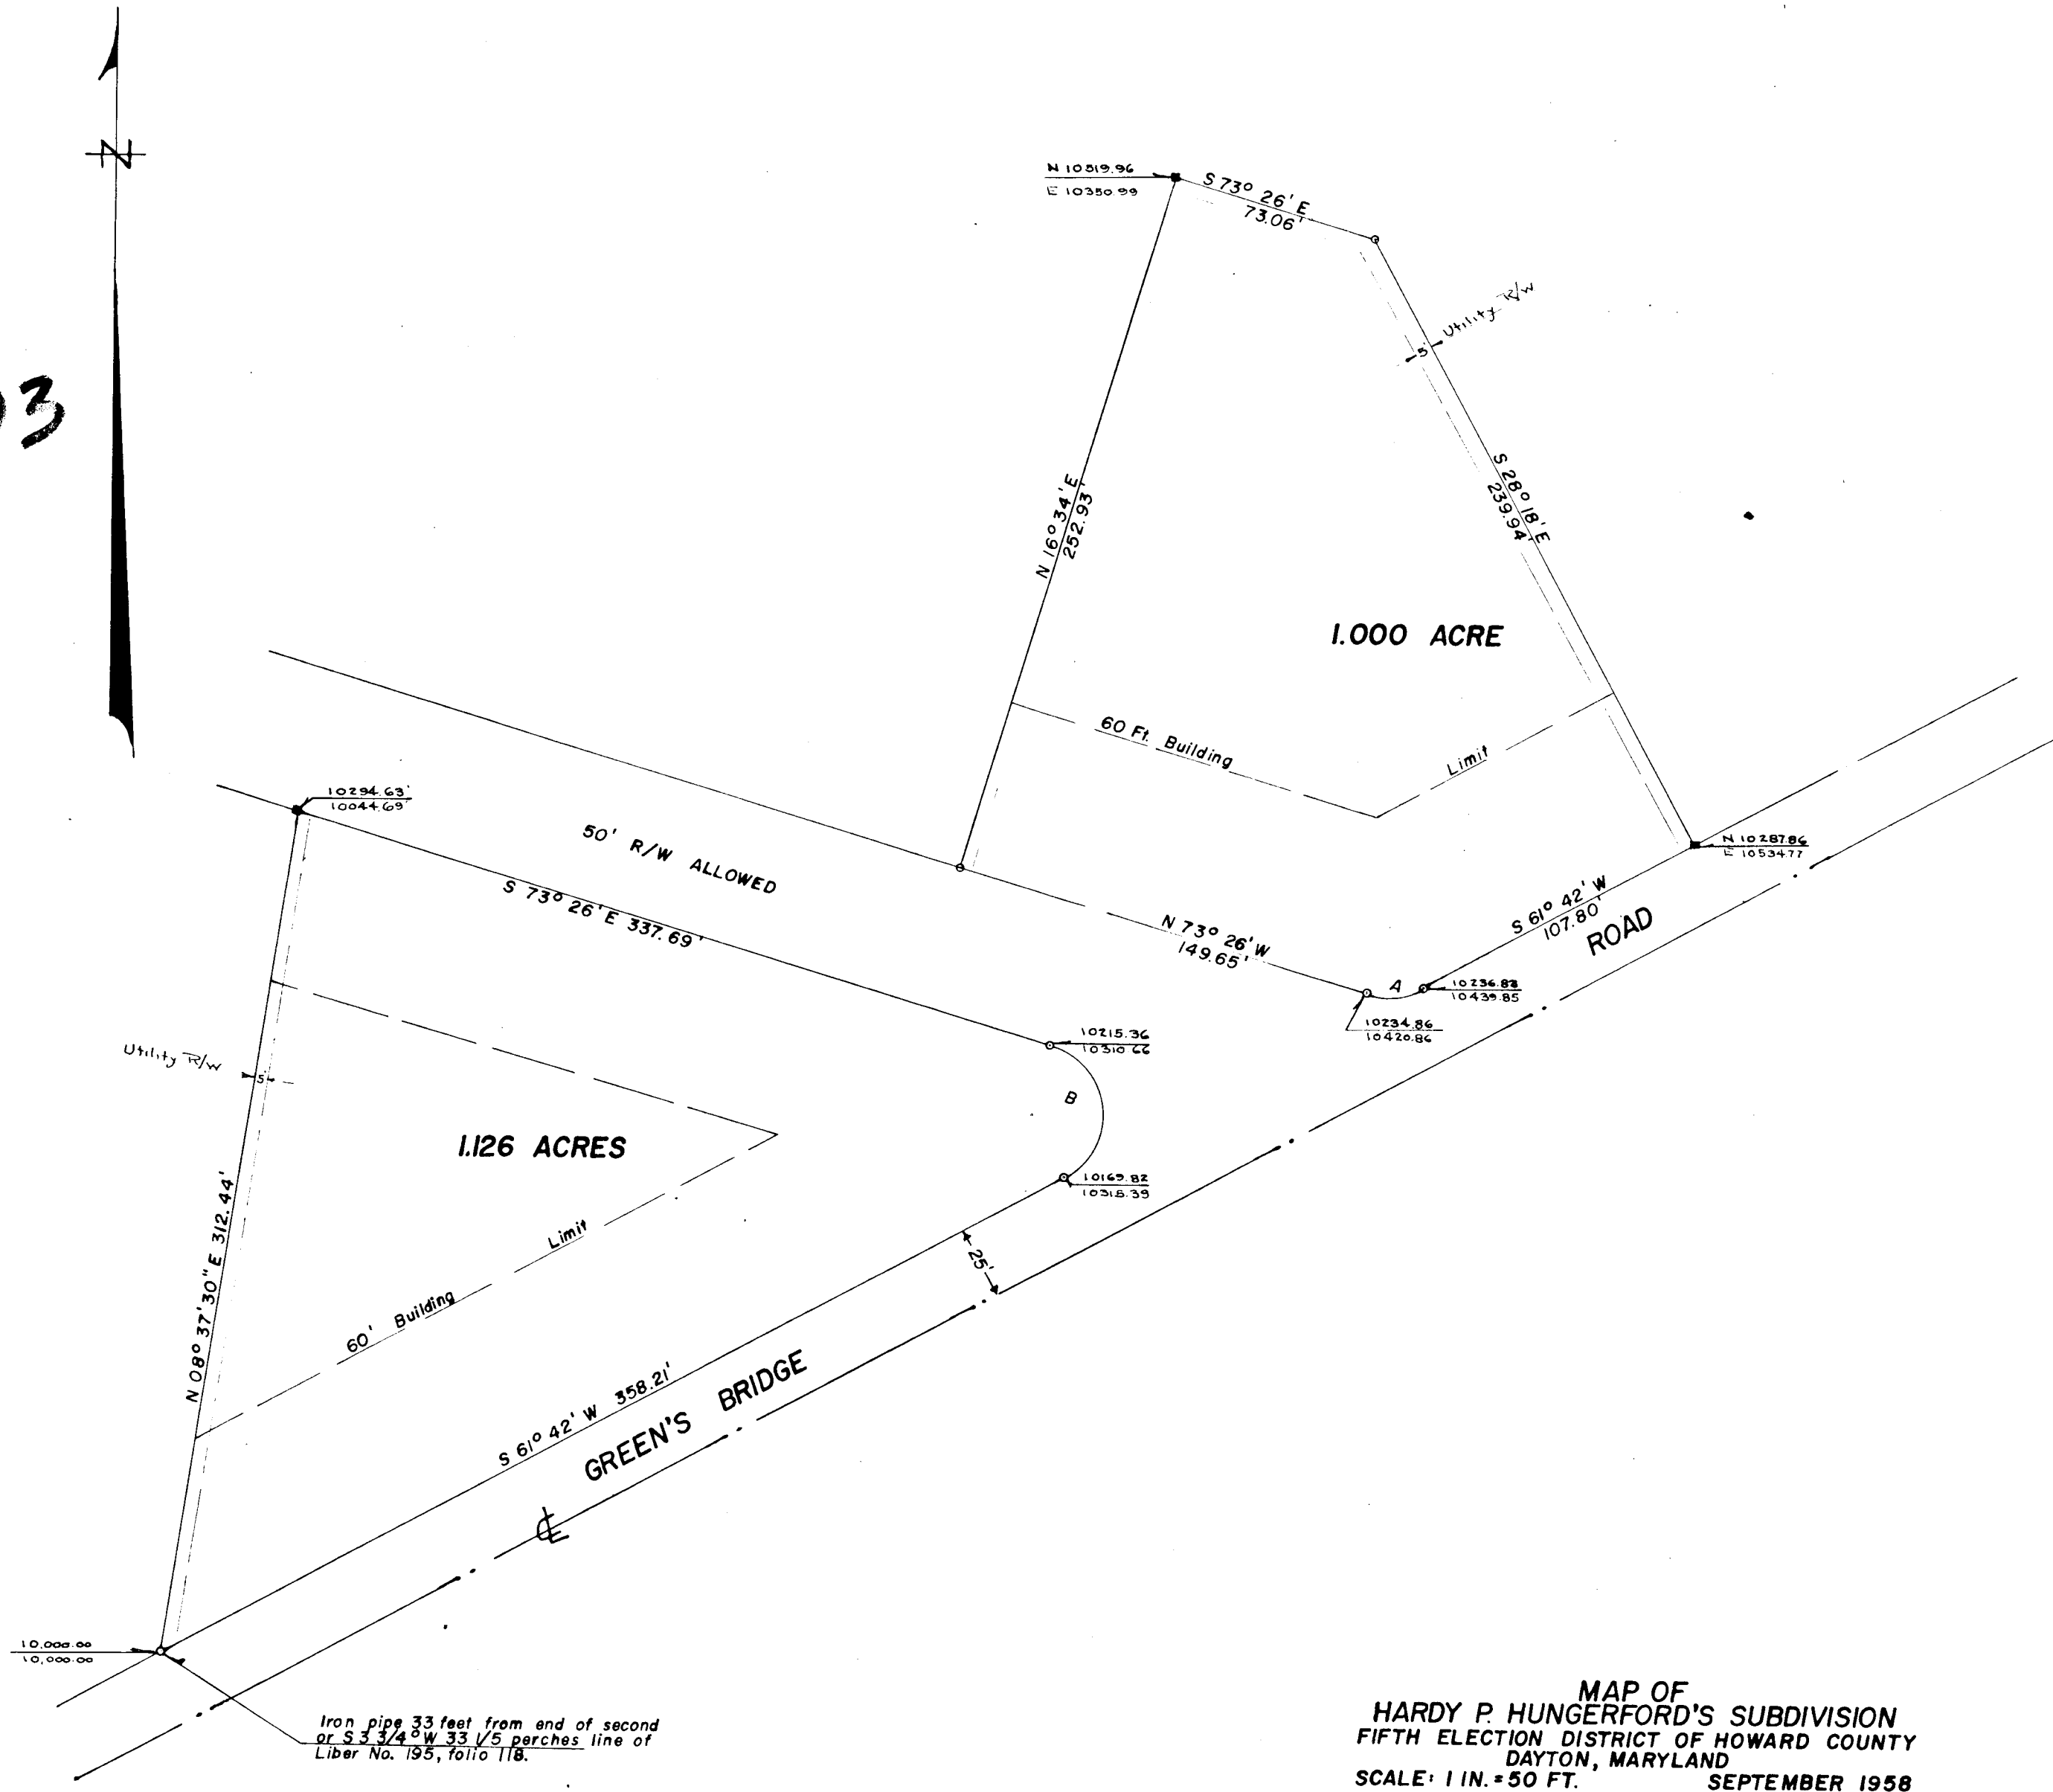 N
3
N 10519.96
E 10350.99
S 73° 26' E
73.06'
Utility R/W
5'
S 28° 18' E
239.94'
N 16° 34' E
252.93'
1.000 ACRE
60 Ft. Building Limit
10294.63'
10044.69'
50' R/W ALLOWED
S 73° 26' E 337.69'
N 73° 26' W
149.65'
N 10287.86
E 10534.77
S 61° 42' W
107.80'
ROAD
A
10236.88
10439.85
10234.86
10420.86
10215.36
10310.66
B
10169.82
10315.39
Utility R/W
5'
1.126 ACRES
N 08° 37' 30" E 312.44'
60' Building Limit
25'
S 61° 42' W 358.21'
GREEN'S BRIDGE
℄
10,000.00
10,000.00
Iron pipe 33 feet from end of second
or S 3 3/4° W 33 1/5 perches line of
Liber No. 195, folio 118.
MAP OF
HARDY P. HUNGERFORD'S SUBDIVISION
FIFTH ELECTION DISTRICT OF HOWARD COUNTY
DAYTON, MARYLAND
SCALE: 1 IN. = 50 FT. SEPTEMBER 1958